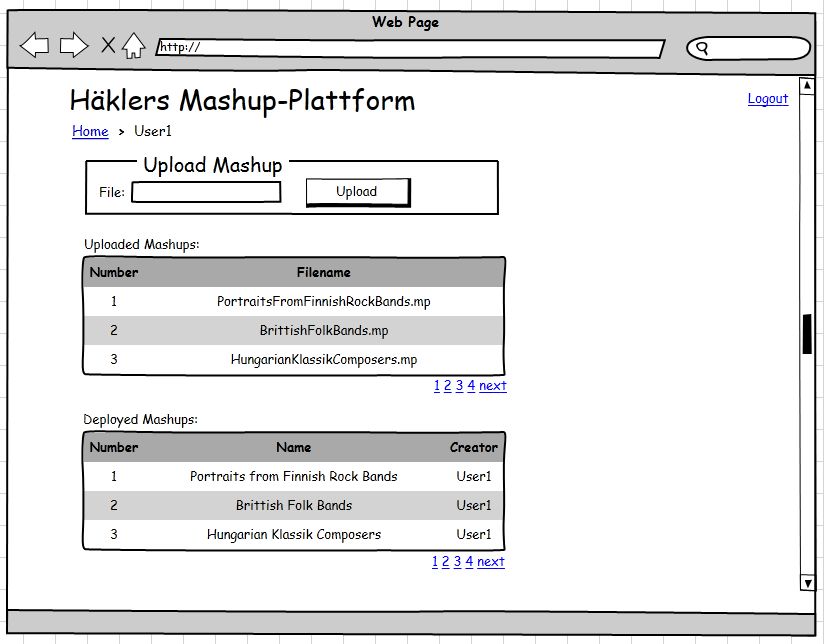 Web Page
http://
Häklers Mashup-Plattform
Logout
Home > User1
Upload Mashup
File: Upload
Uploaded Mashups:
Number Filename
1 PortraitsFromFinnishRockBands.mp
2 BrittishFolkBands.mp
3 HungarianKlassikComposers.mp
1 2 3 4 next
Deployed Mashups:
Number Name Creator
1 Portraits from Finnish Rock Bands User1
2 Brittish Folk Bands User1
3 Hungarian Klassik Composers User1
1 2 3 4 next